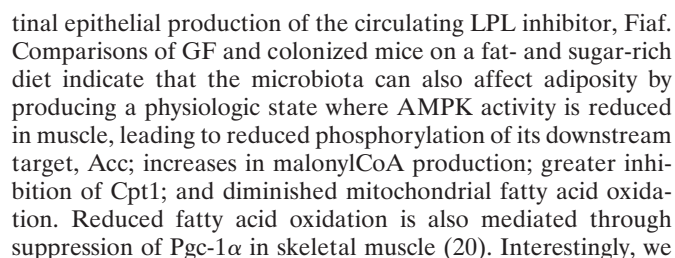 tinal epithelial production of the circulating LPL inhibitor, Fiaf.
Comparisons of GF and colonized mice on a fat- and sugar-rich
diet indicate that the microbiota can also affect adiposity by
producing a physiologic state where AMPK activity is reduced
in muscle, leading to reduced phosphorylation of its downstream
target, Acc; increases in malonylCoA production; greater inhi-
bition of Cpt1; and diminished mitochondrial fatty acid oxida-
tion. Reduced fatty acid oxidation is also mediated through
suppression of Pgc-1α in skeletal muscle (20). Interestingly, we